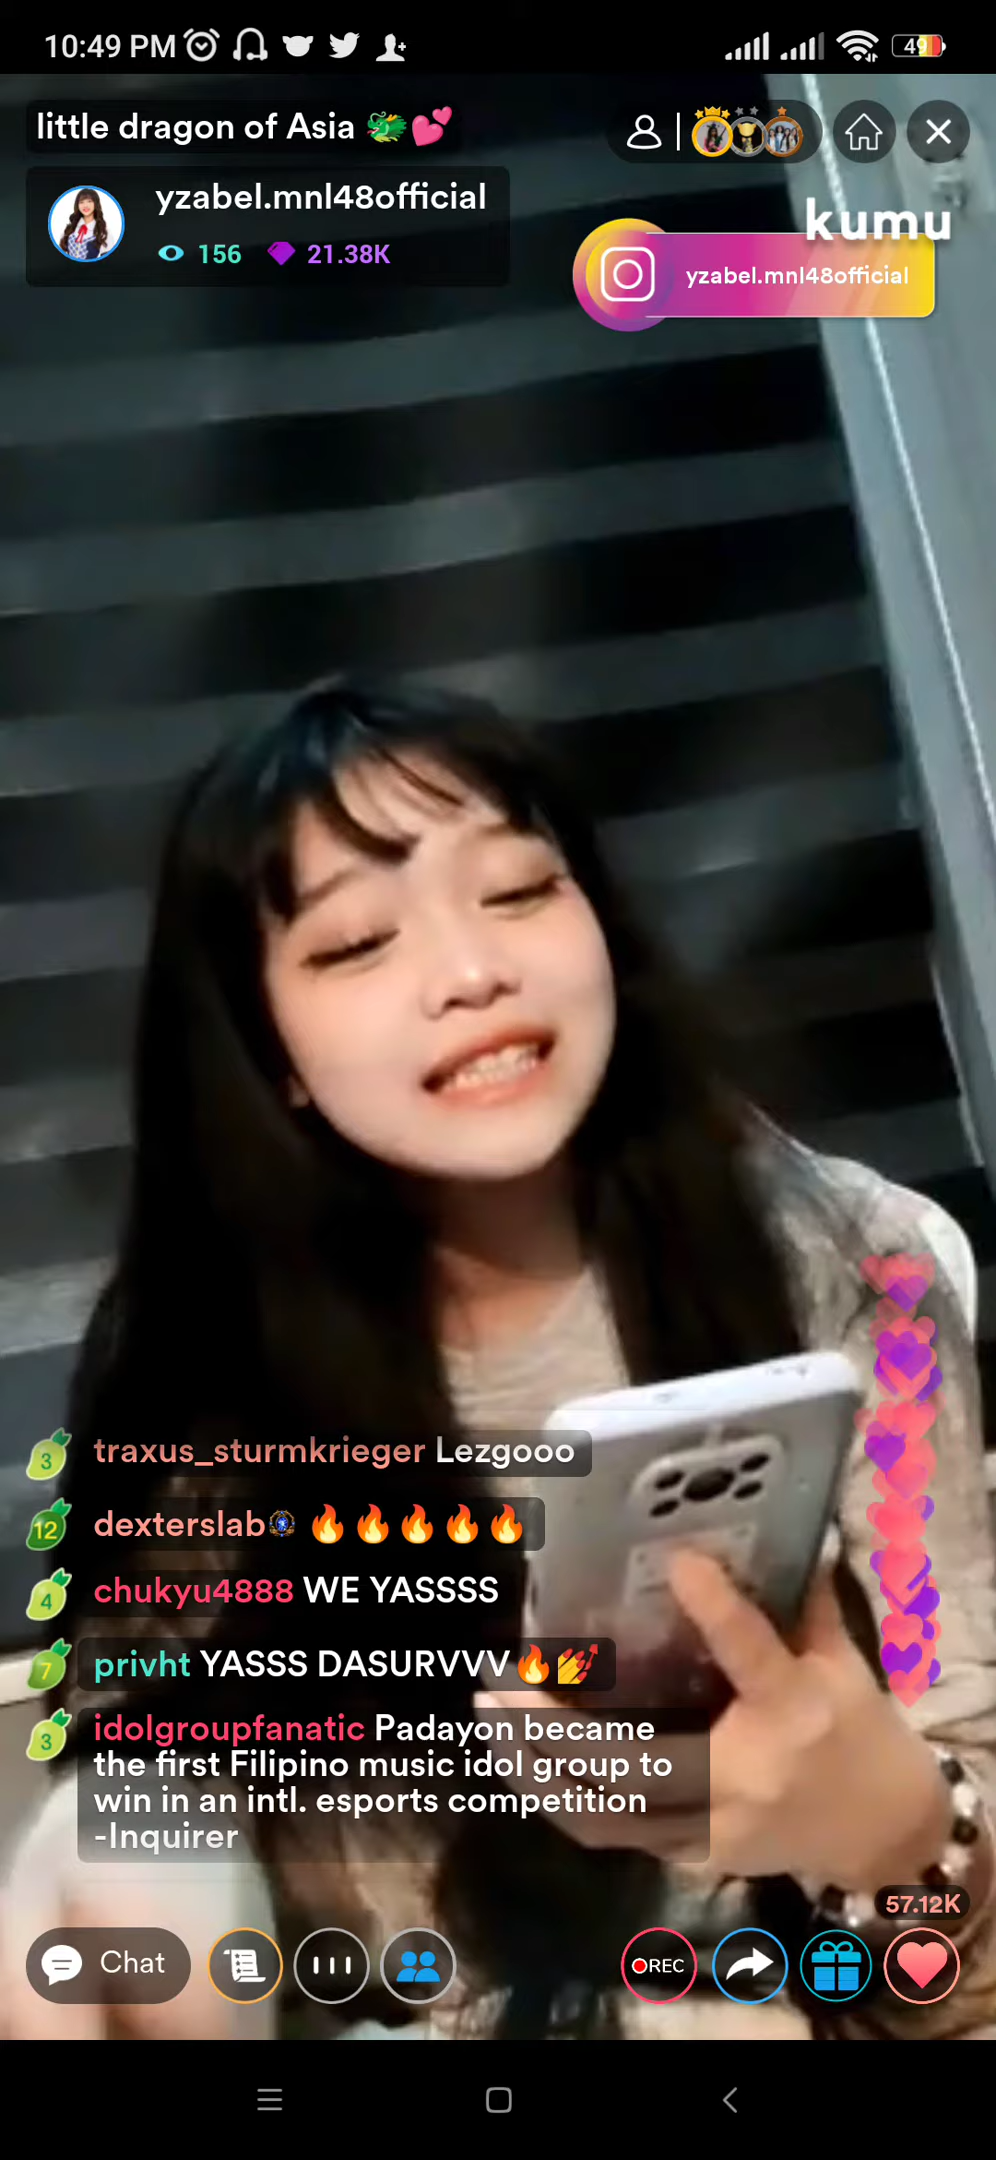 10:49 PM
49
little dragon of Asia 🐲💕
yzabel.mnl48official
156 21.38K
kumu
yzabel.mnl48official
3 traxus_sturmkrieger Lezgooo
12 dexterslab 🔥🔥🔥🔥🔥
4 chukyu4888 WE YASSSS
7 privht YASSS DASURVVV🔥💅
3 idolgroupfanatic Padayon became
the first Filipino music idol group to
win in an intl. esports competition
-Inquirer
57.12K
Chat
REC